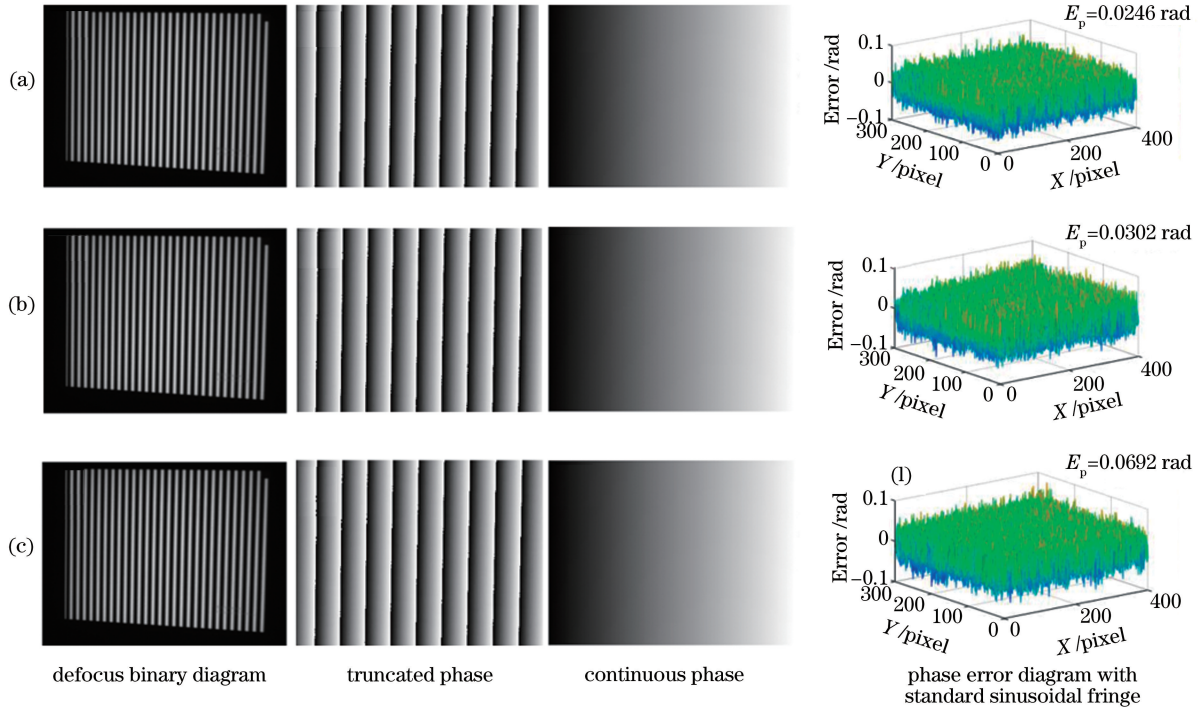 (a)
E_p=0.0246 rad
Error /rad
0.1
0
−0.1
300
200
100
0
0
200
400
Y /pixel
X /pixel
(b)
E_p=0.0302 rad
Error /rad
0.1
0
−0.1
300
200
100
0
0
200
400
Y /pixel
X /pixel
(c)
(l)
E_p=0.0692 rad
Error /rad
0.1
0
−0.1
300
200
100
0
0
200
400
Y /pixel
X /pixel
defocus binary diagram
truncated phase
continuous phase
phase error diagram with
standard sinusoidal fringe